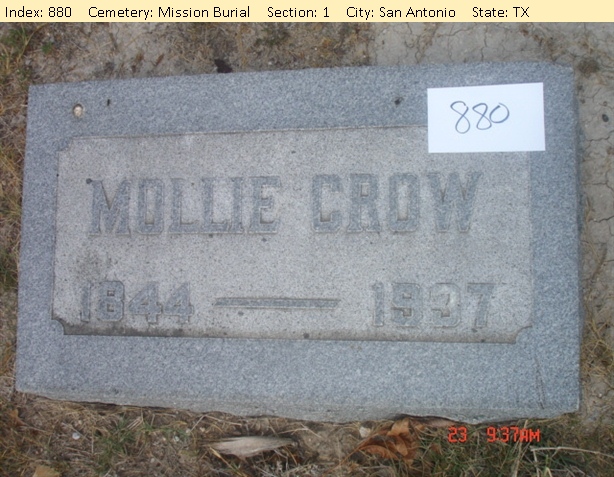 Index: 880 Cemetery: Mission Burial Section: 1 City: San Antonio State: TX
880
MOLLIE CROW
1844 — 1937
23 9:37AM